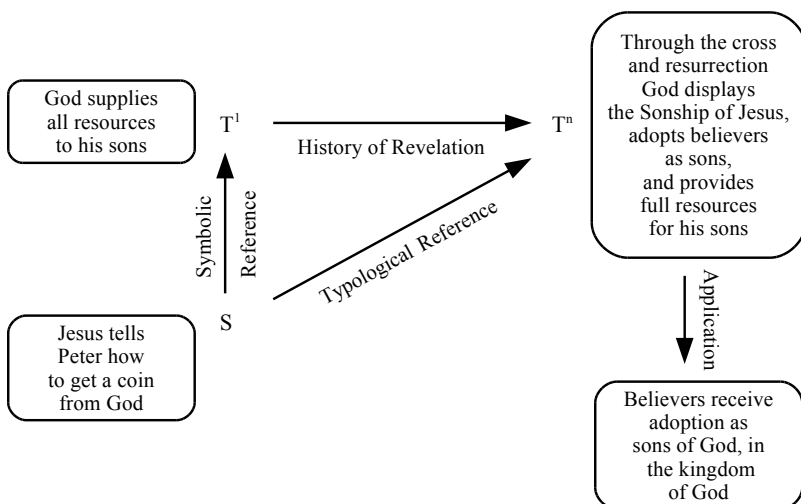 God supplies
all resources
to his sons
T¹
History of Revelation
Tⁿ
Through the cross
and resurrection
God displays
the Sonship of Jesus,
adopts believers
as sons,
and provides
full resources
for his sons
Symbolic
Reference
Typological Reference
Application
S
Jesus tells
Peter how
to get a coin
from God
Believers receive
adoption as
sons of God, in
the kingdom
of God